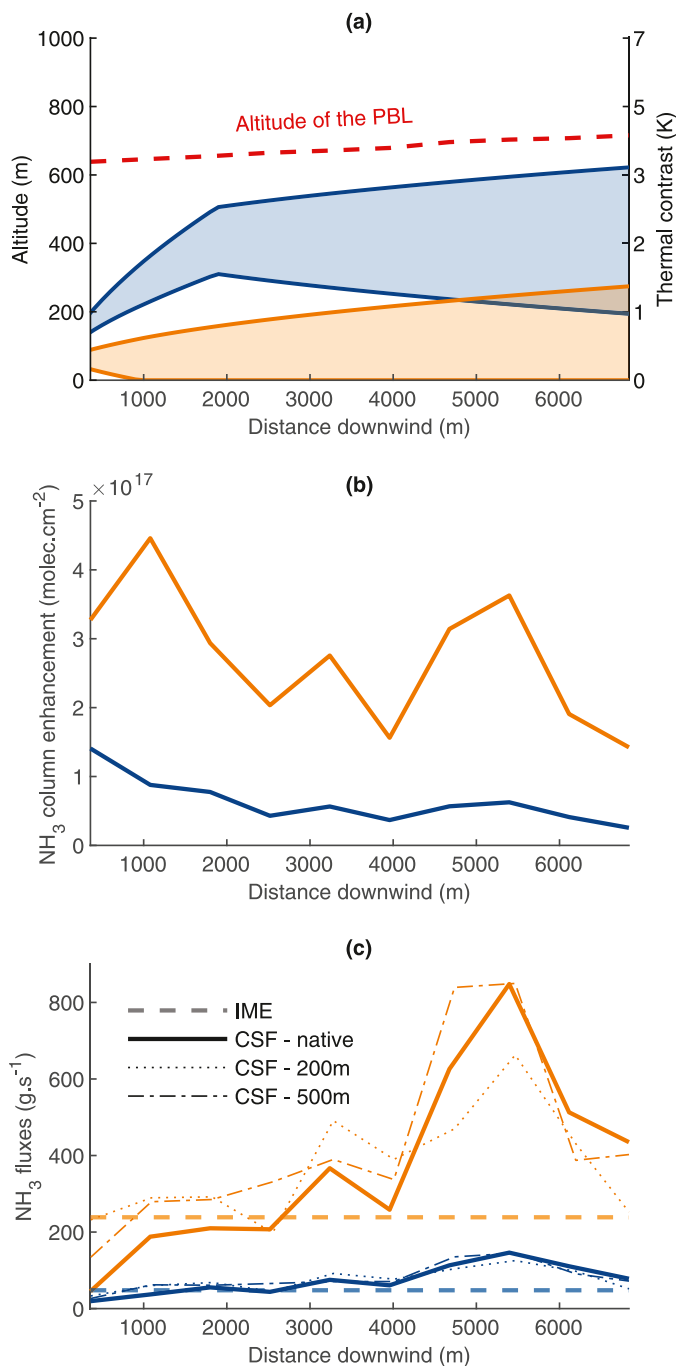 (a)
1000
800
600
400
200
0
Altitude (m)
Altitude of the PBL
7
5
3
2
1
0
Thermal contrast (K)
1000 2000 3000 4000 5000 6000
Distance downwind (m)
(b)
× 10^17
5
4
3
2
1
0
NH₃ column enhancement (molec.cm⁻²)
1000 2000 3000 4000 5000 6000
Distance downwind (m)
(c)
800
600
400
200
0
NH₃ fluxes (g.s⁻¹)
IME
CSF - native
CSF - 200m
CSF - 500m
1000 2000 3000 4000 5000 6000
Distance downwind (m)